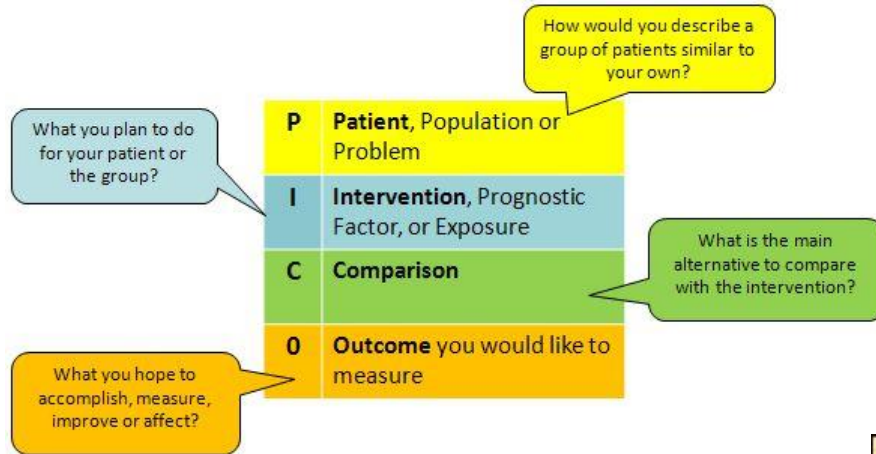 How would you describe a
group of patients similar to
your own?
What you plan to do
for your patient or
the group?
P Patient, Population or
Problem
I Intervention, Prognostic
Factor, or Exposure
What is the main
alternative to compare
with the intervention?
C Comparison
0 Outcome you would like to
measure
What you hope to
accomplish, measure,
improve or affect?